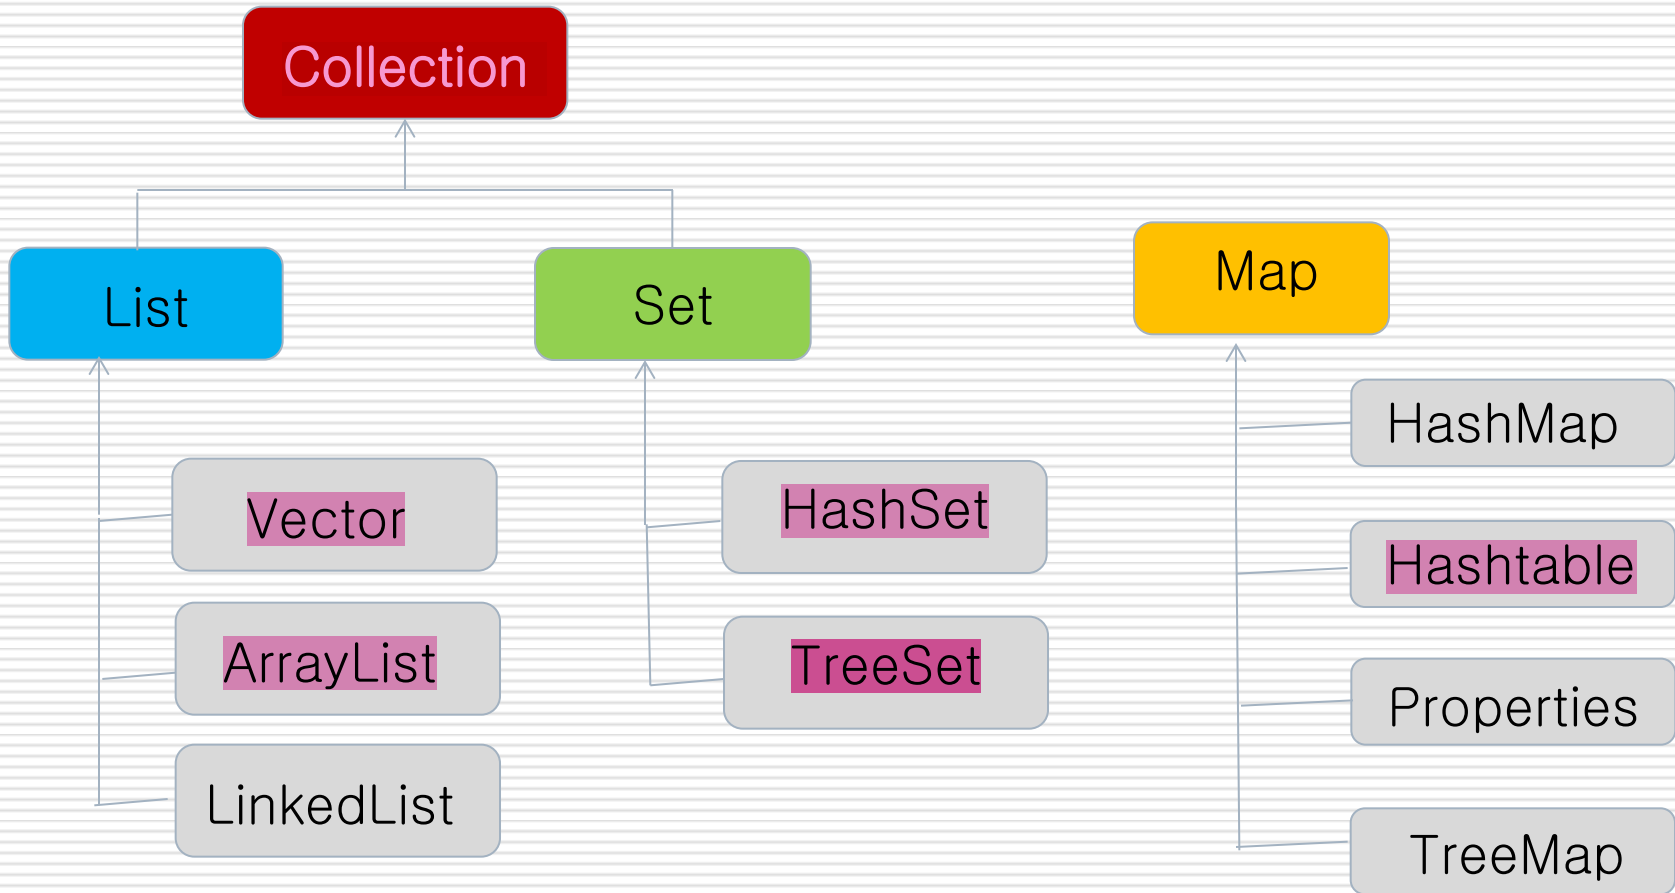 Collection
List
Set
Map
Vector
ArrayList
LinkedList
HashSet
TreeSet
HashMap
Hashtable
Properties
TreeMap